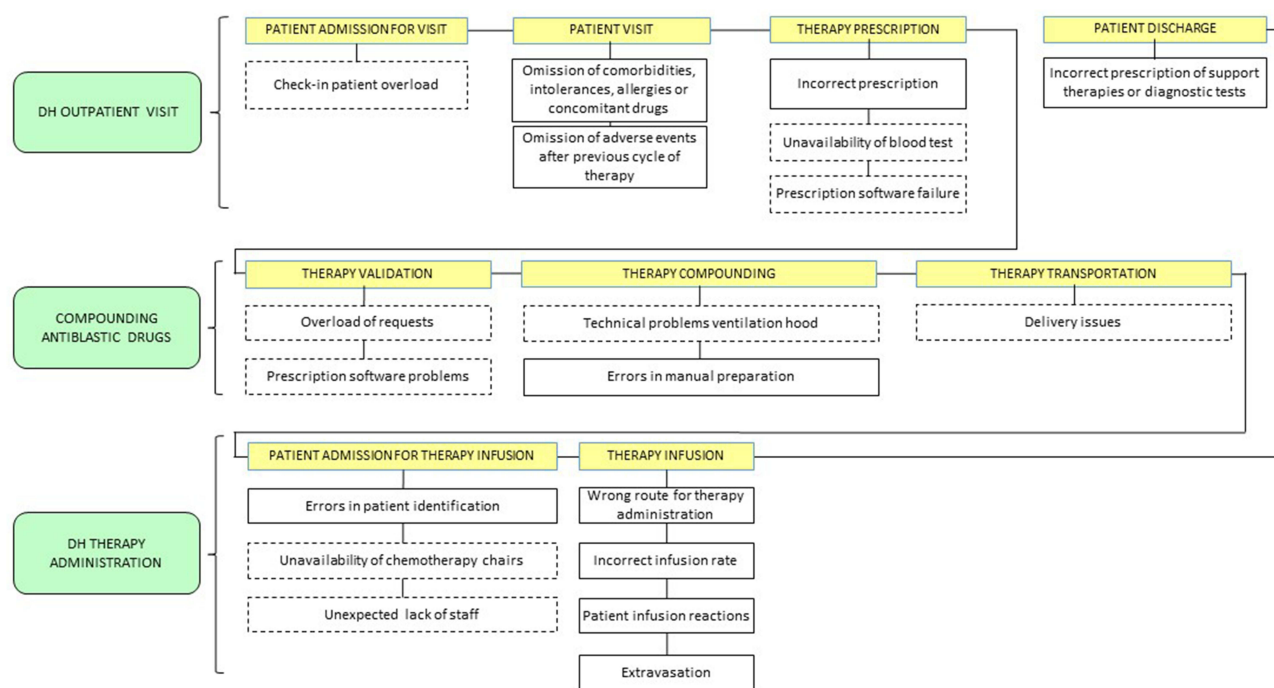 PATIENT ADMISSION FOR VISIT
PATIENT VISIT
THERAPY PRESCRIPTION
PATIENT DISCHARGE
DH OUTPATIENT VISIT
Check-in patient overload
Omission of comorbidities,
intolerances, allergies or
concomitant drugs
Omission of adverse events
after previous cycle of
therapy
Incorrect prescription
Unavailability of blood test
Prescription software failure
Incorrect prescription of support
therapies or diagnostic tests
THERAPY VALIDATION
THERAPY COMPOUNDING
THERAPY TRANSPORTATION
COMPOUNDING
ANTIBLASTIC DRUGS
Overload of requests
Prescription software problems
Technical problems ventilation hood
Errors in manual preparation
Delivery issues
PATIENT ADMISSION FOR THERAPY INFUSION
THERAPY INFUSION
DH THERAPY
ADMINISTRATION
Errors in patient identification
Unavailability of chemotherapy chairs
Unexpected lack of staff
Wrong route for therapy
administration
Incorrect infusion rate
Patient infusion reactions
Extravasation